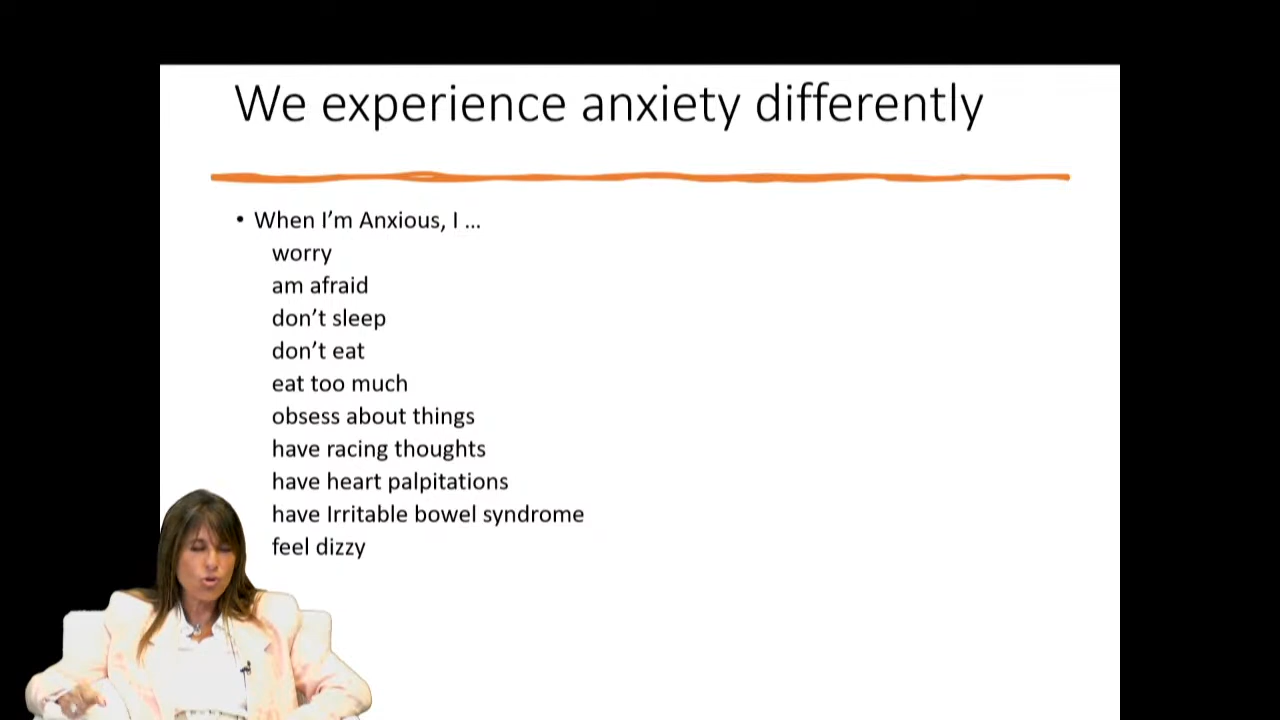 We experience anxiety differently
• When I'm Anxious, I ...
worry
am afraid
don't sleep
don't eat
eat too much
obsess about things
have racing thoughts
have heart palpitations
have Irritable bowel syndrome
feel dizzy